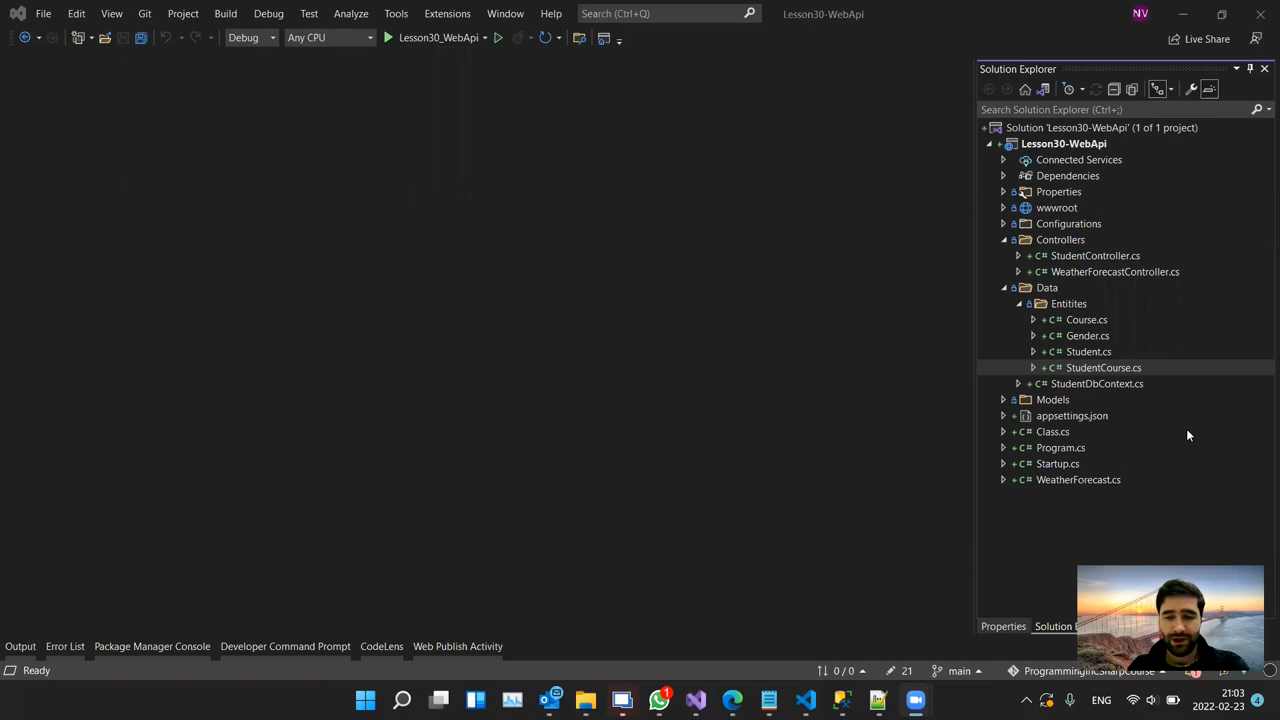 File Edit View Git Project Build Debug Test Analyze Tools Extensions Window Help Search (Ctrl+Q) Lesson30-WebApi NV
Debug Any CPU Lesson30_WebApi Live Share
Solution Explorer
Search Solution Explorer (Ctrl+;)
Solution 'Lesson30-WebApi' (1 of 1 project)
Lesson30-WebApi
Connected Services
Dependencies
Properties
wwwroot
Configurations
Controllers
C# StudentController.cs
C# WeatherForecastController.cs
Data
Entitites
C# Course.cs
C# Gender.cs
C# Student.cs
C# StudentCourse.cs
C# StudentDbContext.cs
Models
appsettings.json
C# Class.cs
C# Program.cs
C# Startup.cs
C# WeatherForecast.cs
Properties Solution
Output Error List Package Manager Console Developer Command Prompt CodeLens Web Publish Activity
Ready 0 / 0 21 main ProgrammingInCSharpCourse
1 ENG 21:03
2022-02-23